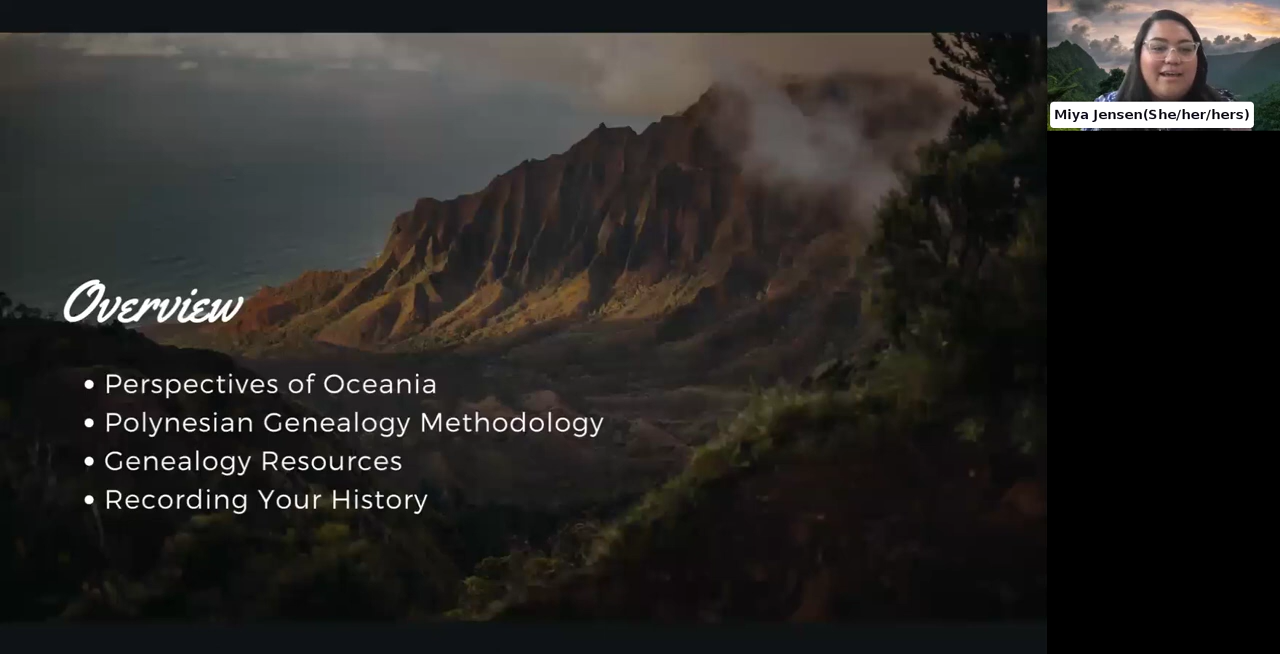 Overview
Perspectives of Oceania
Polynesian Genealogy Methodology
Genealogy Resources
Recording Your History
Miya Jensen(She/her/hers)